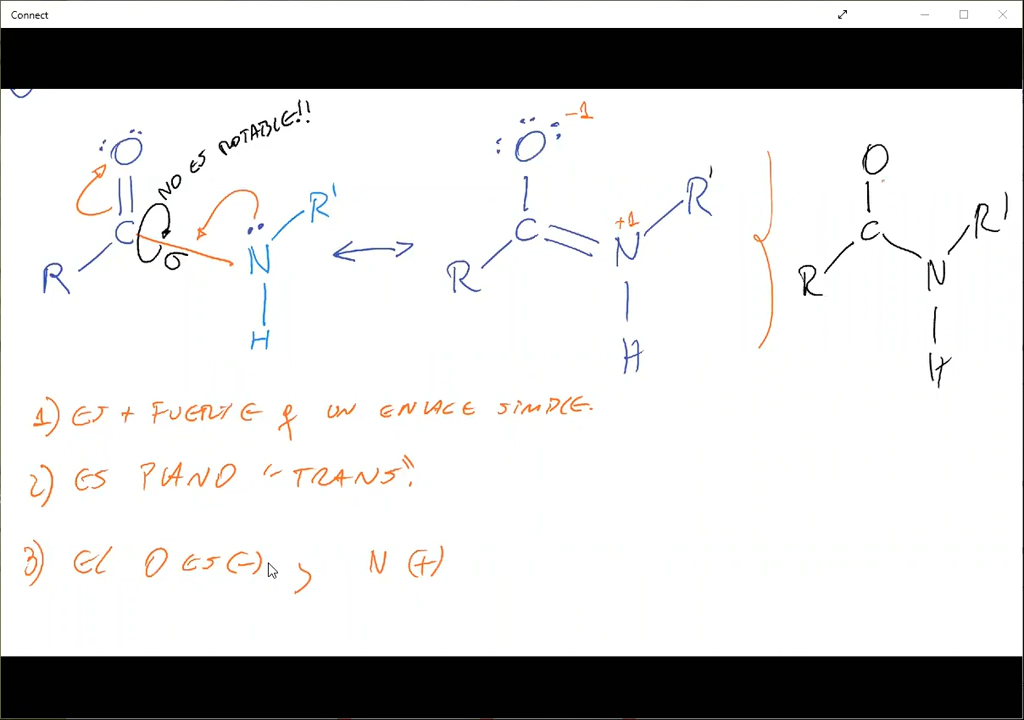 Connect
NO ES ROTABLE!!
O
C
σ
R
N
R'
H
O -1
C
R
+1
N
R'
H
O
C
R
N
R'
H
1) ES + FUERTE q UN ENLACE SIMPLE.
2) ES PLANO "TRANS".
3) El O ES (-), N (+)